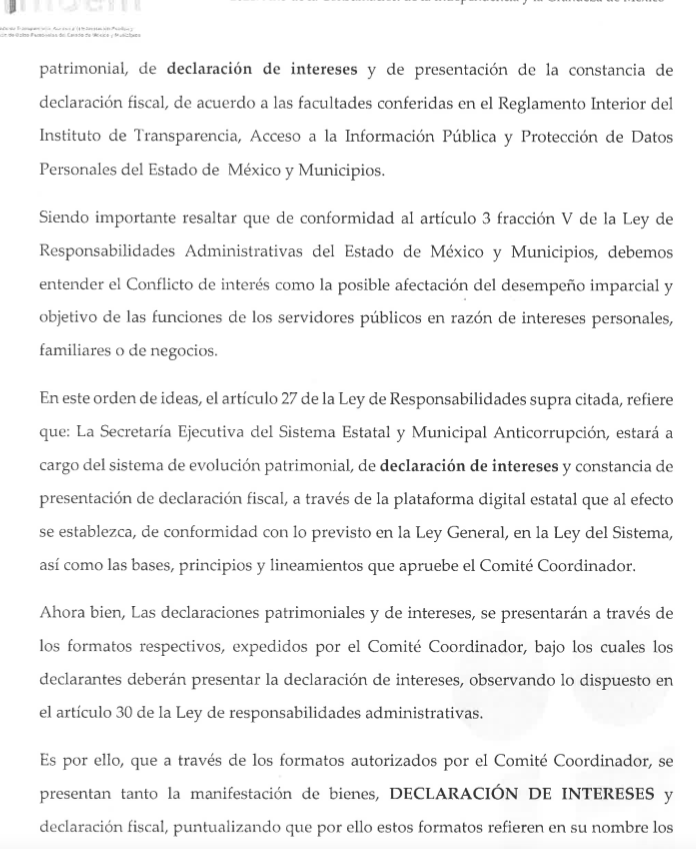 patrimonial, de declaración de intereses y de presentación de la constancia de
declaración fiscal, de acuerdo a las facultades conferidas en el Reglamento Interior del
Instituto de Transparencia, Acceso a la Información Pública y Protección de Datos
Personales del Estado de México y Municipios.
Siendo importante resaltar que de conformidad al artículo 3 fracción V de la Ley de
Responsabilidades Administrativas del Estado de México y Municipios, debemos
entender el Conflicto de interés como la posible afectación del desempeño imparcial y
objetivo de las funciones de los servidores públicos en razón de intereses personales,
familiares o de negocios.
En este orden de ideas, el artículo 27 de la Ley de Responsabilidades supra citada, refiere
que: La Secretaría Ejecutiva del Sistema Estatal y Municipal Anticorrupción, estará a
cargo del sistema de evolución patrimonial, de declaración de intereses y constancia de
presentación de declaración fiscal, a través de la plataforma digital estatal que al efecto
se establezca, de conformidad con lo previsto en la Ley General, en la Ley del Sistema,
así como las bases, principios y lineamientos que apruebe el Comité Coordinador.
Ahora bien, Las declaraciones patrimoniales y de intereses, se presentarán a través de
los formatos respectivos, expedidos por el Comité Coordinador, bajo los cuales los
declarantes deberán presentar la declaración de intereses, observando lo dispuesto en
el artículo 30 de la Ley de responsabilidades administrativas.
Es por ello, que a través de los formatos autorizados por el Comité Coordinador, se
presentan tanto la manifestación de bienes, DECLARACIÓN DE INTERESES y
declaración fiscal, puntualizando que por ello estos formatos refieren en su nombre los